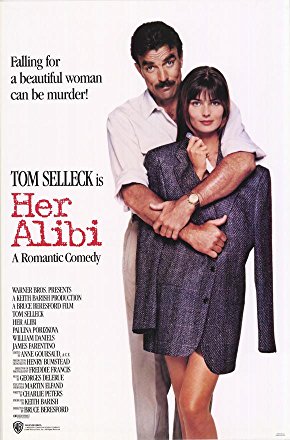 Falling for
a beautiful woman
can be murder!
TOM SELLECK is
Her
Alibi
A Romantic Comedy
WARNER BROS. PRESENTS
A KEITH BARISH PRODUCTION
A BRUCE BERESFORD FILM
TOM SELLECK
HER ALIBI
PAULINA PORIZKOVA
WILLIAM DANIELS
JAMES FARENTINO
ANNE GOURSAUD, A.C.E.
HENRY BUMSTEAD
FREDDIE FRANCIS
GEORGES DELERUE
MARTIN ELFAND
CHARLIE PETERS
KEITH BARISH
BRUCE BERESFORD